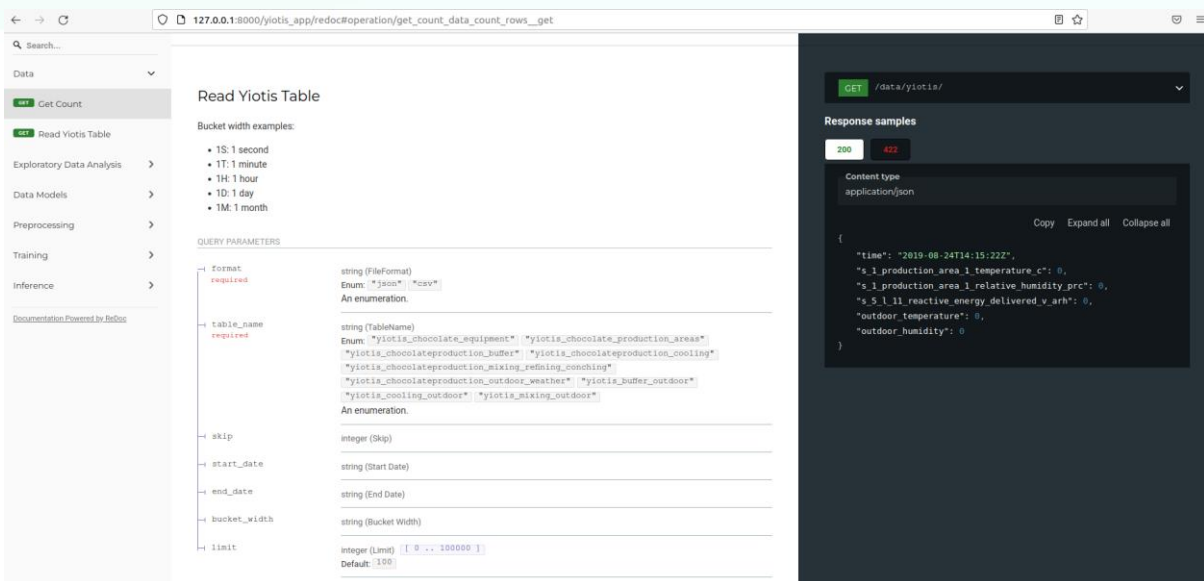 127.0.0.1:8000/yiotis_app/redoc#operation/get_count_data_count_rows__get
Search...
Data
GET Get Count
GET Read Yiotis Table
Exploratory Data Analysis
Data Models
Preprocessing
Training
Inference
Documentation Powered by ReDoc
Read Yiotis Table
Bucket width examples:
• 1S: 1 second
• 1T: 1 minute
• 1H: 1 hour
• 1D: 1 day
• 1M: 1 month
QUERY PARAMETERS
format
required
string (FileFormat)
Enum: "json" "csv"
An enumeration.
table_name
required
string (TableName)
Enum: "yiotis_chocolate_equipment" "yiotis_chocolate_production_areas"
"yiotis_chocolateproduction_buffer" "yiotis_chocolateproduction_cooling"
"yiotis_chocolateproduction_mixing_refining_conching"
"yiotis_chocolateproduction_outdoor_weather" "yiotis_buffer_outdoor"
"yiotis_cooling_outdoor" "yiotis_mixing_outdoor"
An enumeration.
skip
integer (Skip)
start_date
string (Start Date)
end_date
string (End Date)
bucket_width
string (Bucket Width)
limit
integer (Limit) [ 0 .. 100000 ]
Default: 100
GET /data/yiotis/
Response samples
200 422
Content type
application/json
Copy Expand all Collapse all
{
"time": "2019-08-24T14:15:22Z",
"s_1_production_area_1_temperature_c": 0,
"s_1_production_area_1_relative_humidity_prc": 0,
"s_5_l_11_reactive_energy_delivered_v_arh": 0,
"outdoor_temperature": 0,
"outdoor_humidity": 0
}